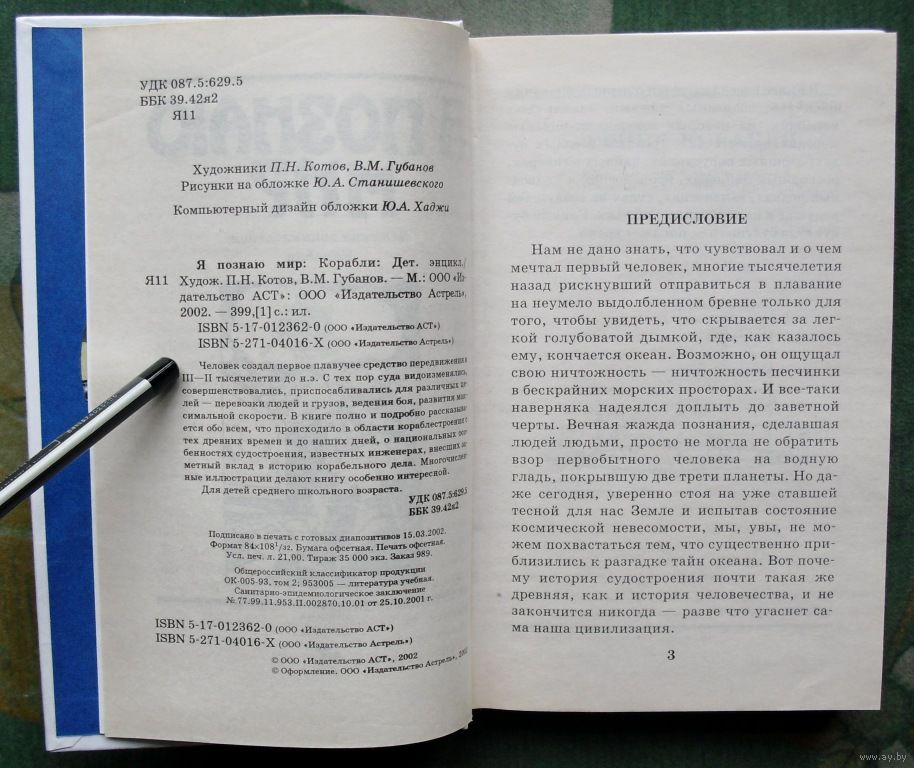 УДК 087.5:629.5
ББК 39.42я2
Я11
Художники П.Н. Котов, В.М. Губанов
Рисунки на обложке Ю.А. Станишевского
Компьютерный дизайн обложки Ю.А. Хаджи
Я познаю мир: Корабли: Дет. энцикл./
Я11 Худож. П.Н. Котов, В.М. Губанов. — М.: ООО «Из-
дательство АСТ»: ООО «Издательство Астрель»,
2002. — 399,[1] с.: ил.
ISBN 5-17-012362-0 (ООО «Издательство АСТ»)
ISBN 5-271-04016-X (ООО «Издательство Астрель»)
Человек создал первое плавучее средство передвижения в
III—II тысячелетии до н.э. С тех пор суда видоизменялись,
совершенствовались, приспосабливались для различных це-
лей — перевозки людей и грузов, ведения боя, развития мак-
симальной скорости. В книге полно и подробно рассказыва-
ется обо всем, что происходило в области кораблестроения с
тех древних времен и до наших дней, о национальных осо-
бенностях судостроения, известных инженерах, внесших за-
метный вклад в историю корабельного дела. Многочислен-
ные иллюстрации делают книгу особенно интересной.
Для детей среднего школьного возраста.
УДК 087.5:629.5
ББК 39.42я2
Подписано в печать с готовых диапозитивов 15.03.2002.
Формат 84×108¹/32. Бумага офсетная. Печать офсетная.
Усл. печ. л. 21,00. Тираж 35 000 экз. Заказ 989.
Общероссийский классификатор продукции
ОК-005-93, том 2; 953005 — литература учебная.
Санитарно-эпидемиологическое заключение
№ 77.99.11.953.П.002870.10.01 от 25.10.2001 г.
ISBN 5-17-012362-0 (ООО «Издательство АСТ»)
ISBN 5-271-04016-X (ООО «Издательство Астрель»)
© ООО «Издательство АСТ», 2002
© Оформление. ООО «Издательство Астрель», 2002
ПРЕДИСЛОВИЕ
Нам не дано знать, что чувствовал и о чем
мечтал первый человек, многие тысячелетия
назад рискнувший отправиться в плавание
на неумело выдолбленном бревне только для
того, чтобы увидеть, что скрывается за лег-
кой голубоватой дымкой, где, как казалось
ему, кончается океан. Возможно, он ощущал
свою ничтожность — ничтожность песчинки
в бескрайних морских просторах. И все-таки
наверняка надеялся доплыть до заветной
черты. Вечная жажда познания, сделавшая
людей людьми, просто не могла не обратить
взор первобытного человека на водную
гладь, покрывшую две трети планеты. Но да-
же сегодня, уверенно стоя на уже ставшей
тесной для нас Земле и испытав состояние
космической невесомости, мы, увы, не мо-
жем похвастаться тем, что существенно при-
близились к разгадке тайн океана. Вот поче-
му история судостроения почти такая же
древняя, как и история человечества, и не
закончится никогда — разве что угаснет са-
ма наша цивилизация.
3
www.ay.by